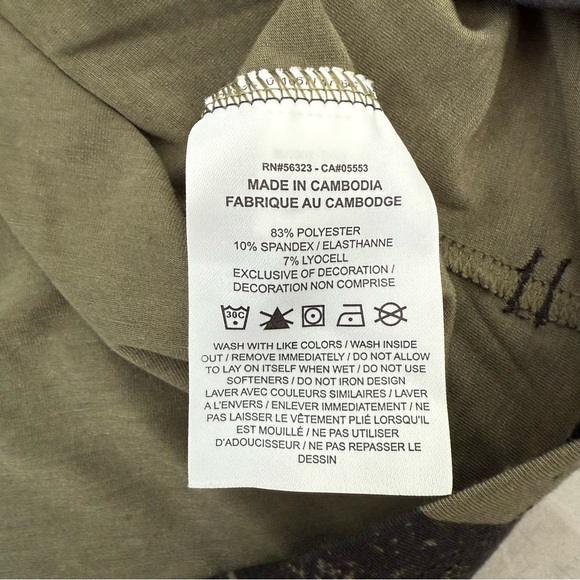 RN#56323 - CA#05553
MADE IN CAMBODIA
FABRIQUE AU CAMBODGE
83% POLYESTER
10% SPANDEX / ELASTHANNE
7% LYOCELL
EXCLUSIVE OF DECORATION /
DECORATION NON COMPRISE
30C
WASH WITH LIKE COLORS / WASH INSIDE
OUT / REMOVE IMMEDIATELY / DO NOT ALLOW
TO LAY ON ITSELF WHEN WET / DO NOT USE
SOFTENERS / DO NOT IRON DESIGN
LAVER AVEC COULEURS SIMILAIRES / LAVER
A L'ENVERS / ENLEVER IMMEDIATEMENT / NE
PAS LAISSER LE VÊTEMENT PLIÉ LORSQU'IL
EST MOUILLÉ / NE PAS UTILISER
D'ADOUCISSEUR / NE PAS REPASSER LE
DESSIN